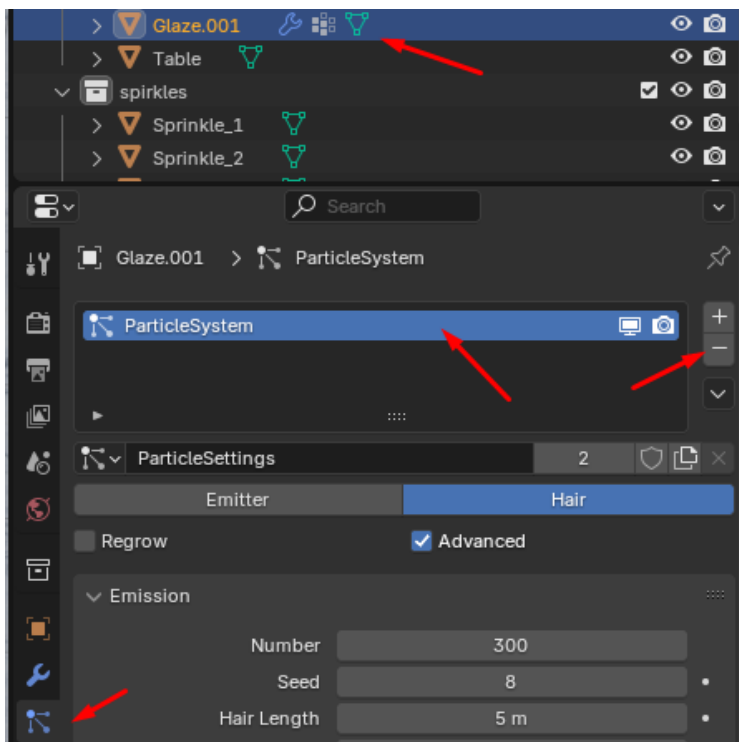 Glaze.001
Table
spirkles
Sprinkle_1
Sprinkle_2
Search
Glaze.001 > ParticleSystem
ParticleSystem
ParticleSettings 2
Emitter Hair
Regrow Advanced
Emission
Number 300
Seed 8
Hair Length 5 m